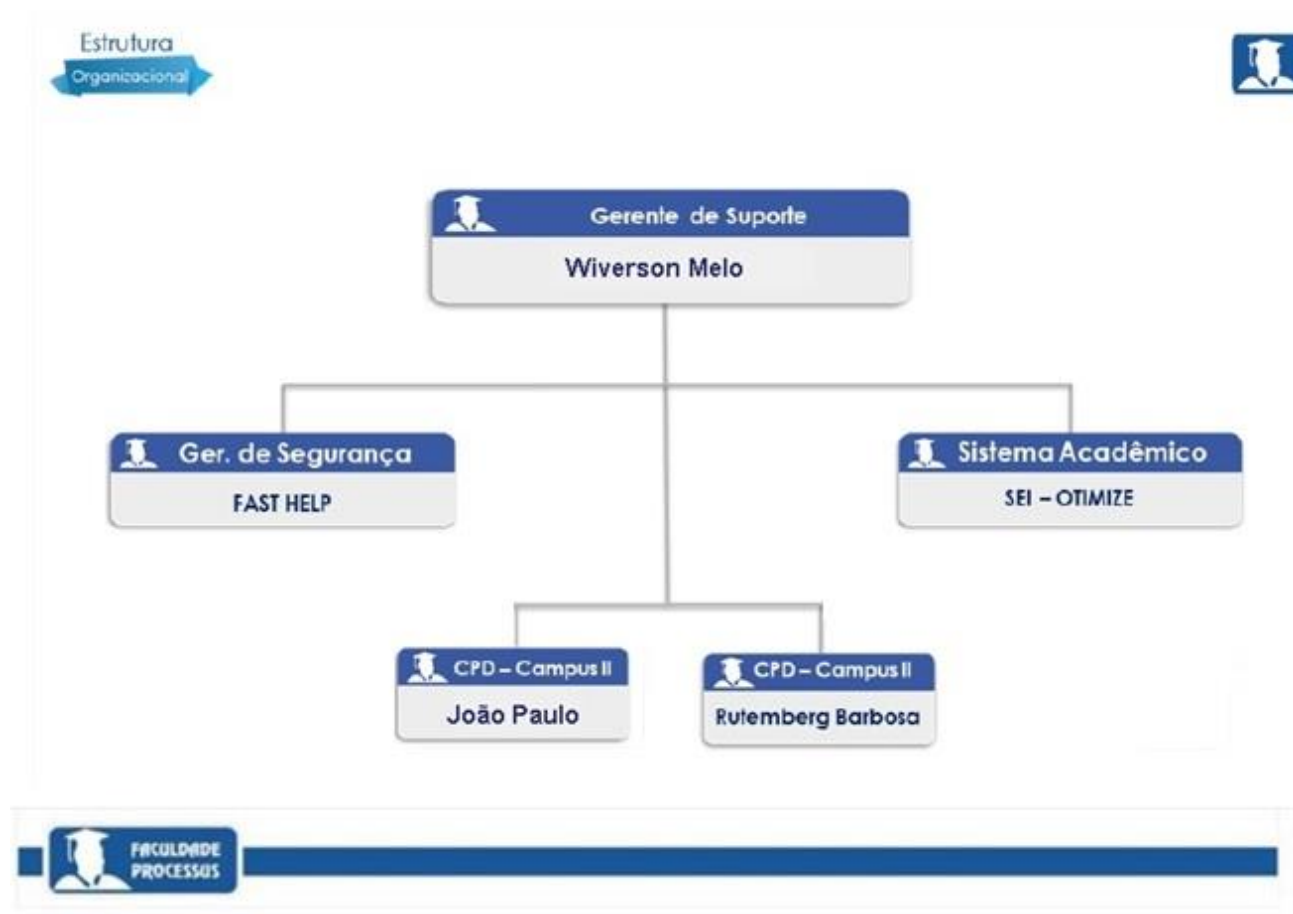 Estrutura
Organizacional
Gerente de Suporte
Wiverson Melo
Ger. de Segurança
FAST HELP
Sistema Acadêmico
SEI – OTIMIZE
CPD – Campus II
João Paulo
CPD – Campus II
Rutemberg Barbosa
FACULDADE
PROCESSUS